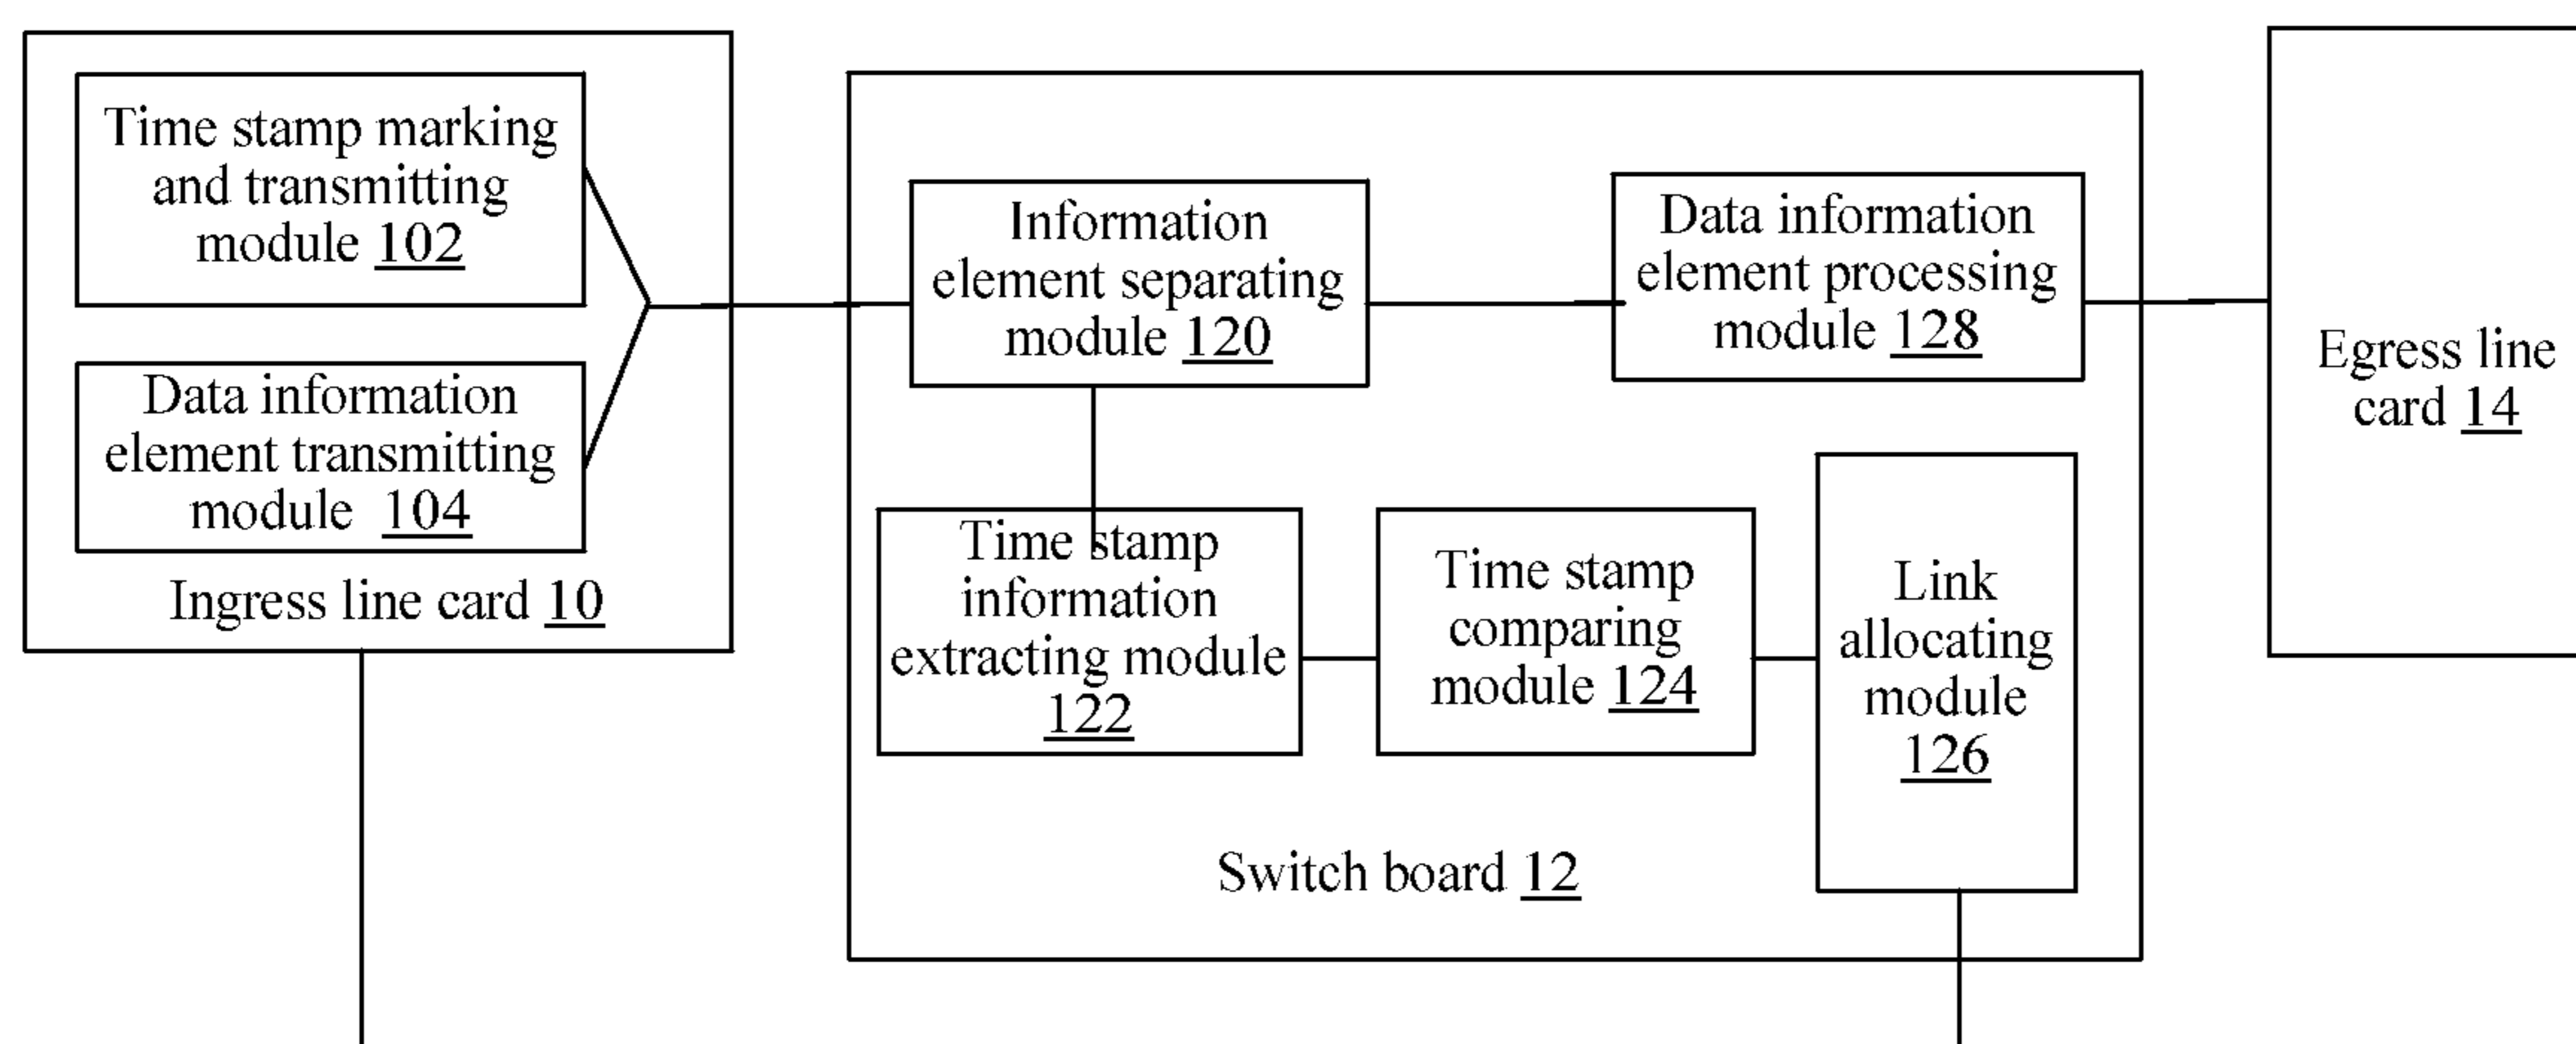 Time stamp marking
and transmitting
module 102
Data information
element transmitting
module 104
Ingress line card 10
Information
element separating
module 120
Data information
element processing
module 128
Time stamp
information
extracting module
122
Time stamp
comparing
module 124
Link
allocating
module
126
Switch board 12
Egress line
card 14